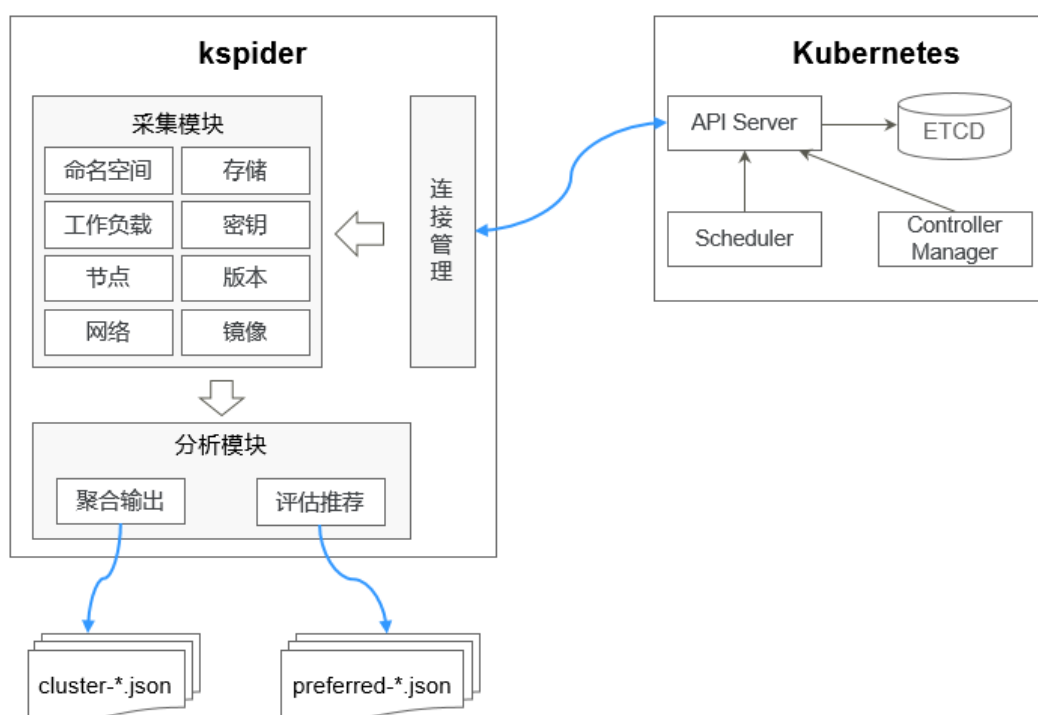 kspider
采集模块
命名空间
存储
工作负载
密钥
节点
版本
网络
镜像
连
接
管
理
分析模块
聚合输出
评估推荐
cluster-*.json
preferred-*.json
Kubernetes
API Server
ETCD
Scheduler
Controller
Manager